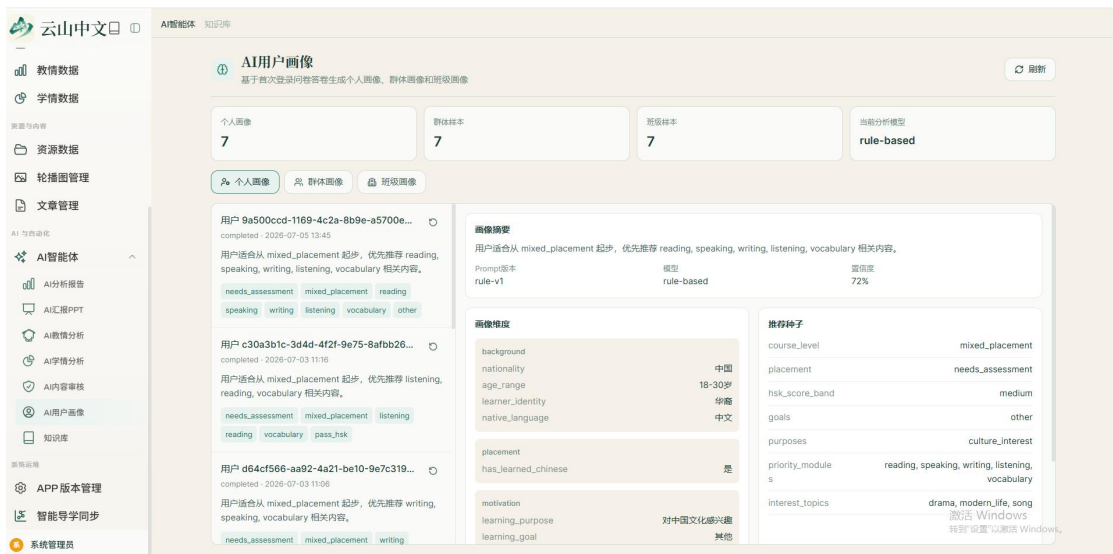 云山中文
AI智能体 知识库
教情数据
学情数据
资源与内容
资源数据
轮播图管理
文章管理
AI 与自动化
AI智能体
AI分析报告
AI汇报PPT
AI教情分析
AI学情分析
AI内容审核
AI用户画像
知识库
系统运维
APP版本管理
智能导学同步
系 系统管理员
AI用户画像
基于首次登录问卷答卷生成个人画像、群体画像和班级画像
刷新
个人画像
7
群体样本
7
班级样本
7
当前分析模型
rule-based
个人画像 群体画像 班级画像
用户 9a500ccd-1169-4c2a-8b9e-a5700e...
completed · 2026-07-05 13:45
用户适合从 mixed_placement 起步，优先推荐 reading,
speaking, writing, listening, vocabulary 相关内容。
needs_assessment mixed_placement reading
speaking writing listening vocabulary other
用户 c30a3b1c-3d4d-4f2f-9e75-8afbb26...
completed · 2026-07-03 11:16
用户适合从 mixed_placement 起步，优先推荐 listening,
reading, vocabulary 相关内容。
needs_assessment mixed_placement listening
reading vocabulary pass_hsk
用户 d64cf566-aa92-4a21-be10-9e7c319...
completed · 2026-07-03 11:06
用户适合从 mixed_placement 起步，优先推荐 writing,
speaking, vocabulary 相关内容。
needs_assessment mixed_placement writing
画像摘要
用户适合从 mixed_placement 起步，优先推荐 reading, speaking, writing, listening, vocabulary 相关内容。
Prompt版本 模型 置信度
rule-v1 rule-based 72%
画像维度
background
nationality 中国
age_range 18-30岁
learner_identity 华裔
native_language 中文
placement
has_learned_chinese 是
motivation
learning_purpose 对中国文化感兴趣
learning_goal 其他
推荐种子
course_level mixed_placement
placement needs_assessment
hsk_score_band medium
goals other
purposes culture_interest
priority_module reading, speaking, writing, listening,
s vocabulary
interest_topics drama, modern_life, song
激活 Windows
转到"设置"以激活 Windows。